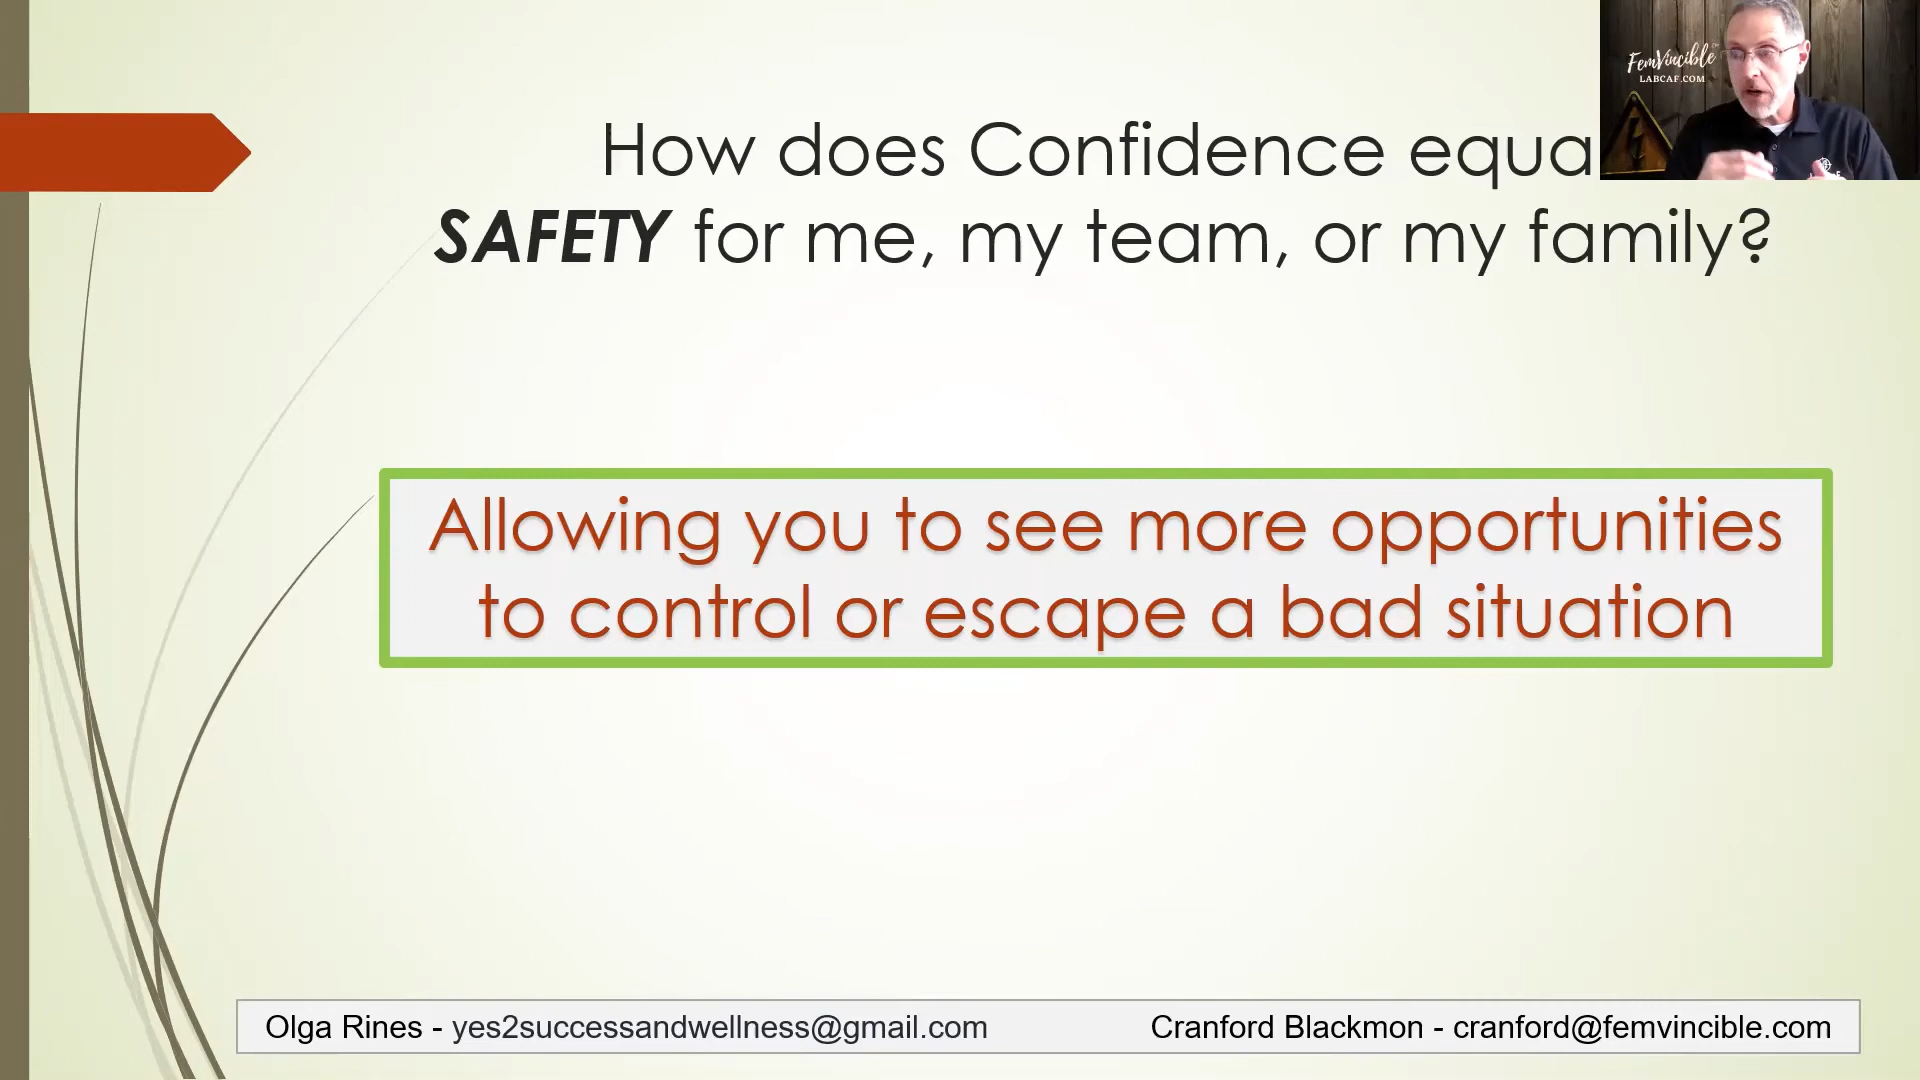 How does Confidence equa
SAFETY for me, my team, or my family?
FemVincible
LABCAF.COM
Allowing you to see more opportunities
to control or escape a bad situation
Olga Rines - yes2successandwellness@gmail.com
Cranford Blackmon - cranford@femvincible.com